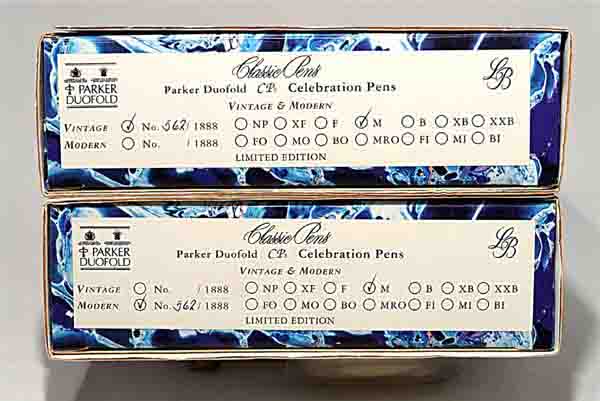 Classic Pens
LB
PARKER
DUOFOLD
Parker Duofold CPs Celebration Pens
VINTAGE & MODERN
VINTAGE ✓ No. 562/1888 ○ NP ○ XF ○ F ✓ M ○ B ○ XB ○ XXB
MODERN ○ No. /1888 ○ FO ○ MO ○ BO ○ MRO ○ FI ○ MI ○ BI
LIMITED EDITION
Classic Pens
LB
PARKER
DUOFOLD
Parker Duofold CPs Celebration Pens
VINTAGE & MODERN
VINTAGE ○ No. /1888 ○ NP ○ XF ○ F ✓ M ○ B ○ XB ○ XXB
MODERN ✓ No. 562/1888 ○ FO ○ MO ○ BO ○ MRO ○ FI ○ MI ○ BI
LIMITED EDITION